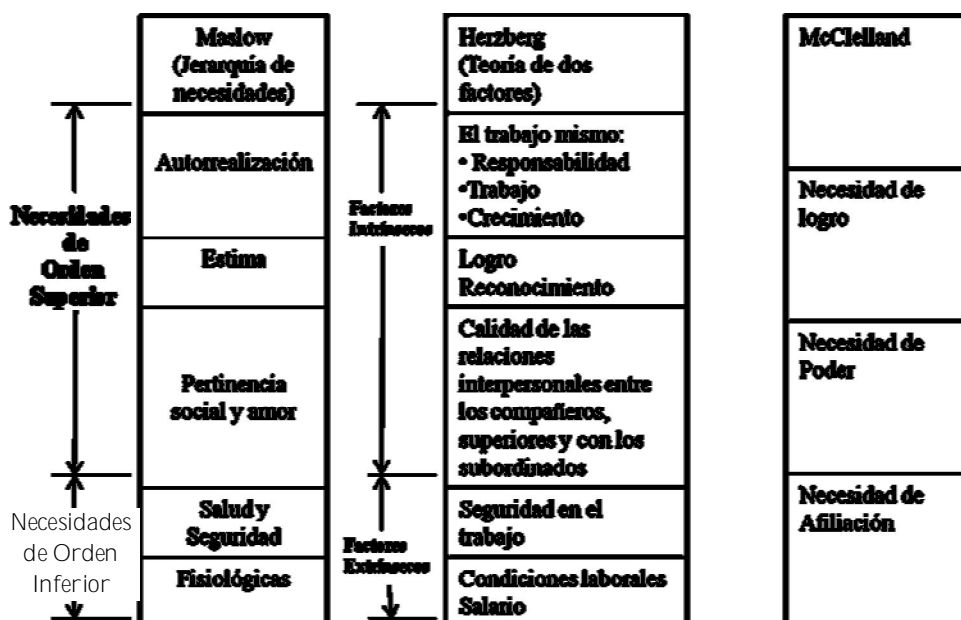 Maslow
(Jerarquía de
necesidades)
Autorrealización
Estima
Pertinencia
social y amor
Salud y
Seguridad
Fisiológicas
Necesidades
de
Orden
Superior
Necesidades
de Orden
Inferior
Herzberg
(Teoría de dos
factores)
El trabajo mismo:
• Responsabilidad
•Trabajo
•Crecimiento
Logro
Reconocimiento
Calidad de las
relaciones
interpersonales entre
los compañeros,
superiores y con los
subordinados
Seguridad en el
trabajo
Condiciones laborales
Salario
Factores
Intrínsecos
Factores
Extrínsecos
McClelland
Necesidad de
logro
Necesidad de
Poder
Necesidad de
Afiliación